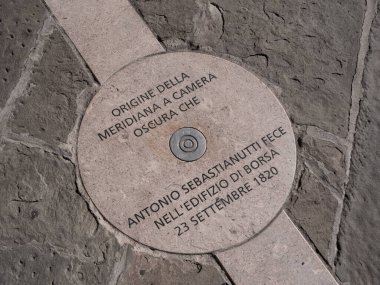 ORIGINE DELLA
MERIDIANA A CAMERA
OSCURA CHE
ANTONIO SEBASTIANUTTI FECE
NELL'EDIFIZIO DI BORSA
23 SETTEMBRE 1820